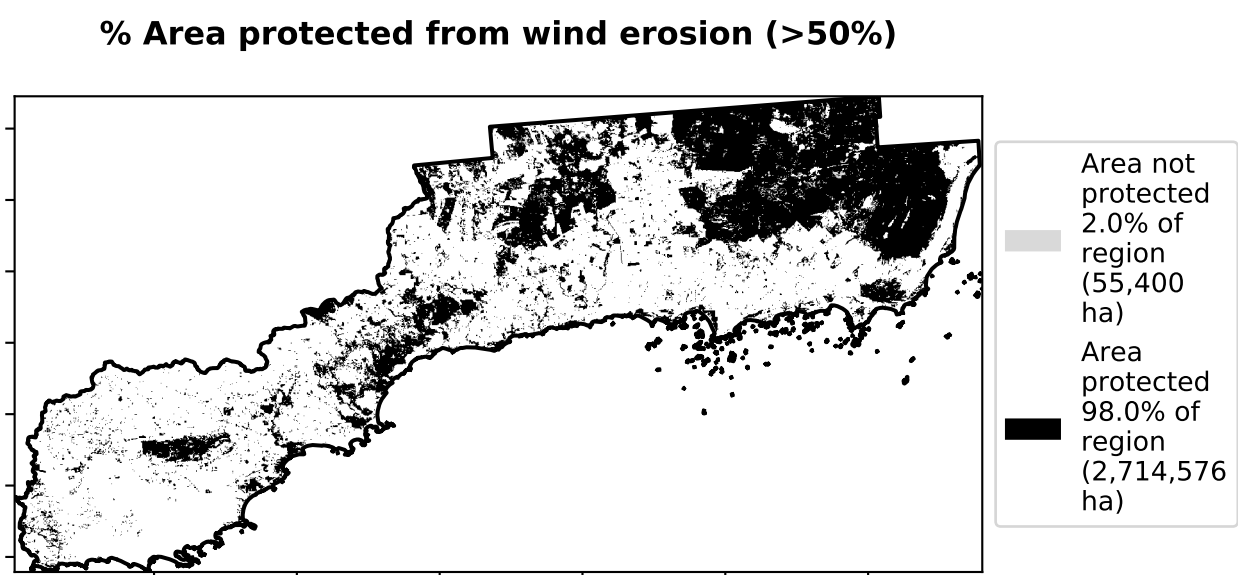 % Area protected from wind erosion (>50%)
Area not
protected
2.0% of
region
(55,400
ha)
Area
protected
98.0% of
region
(2,714,576
ha)